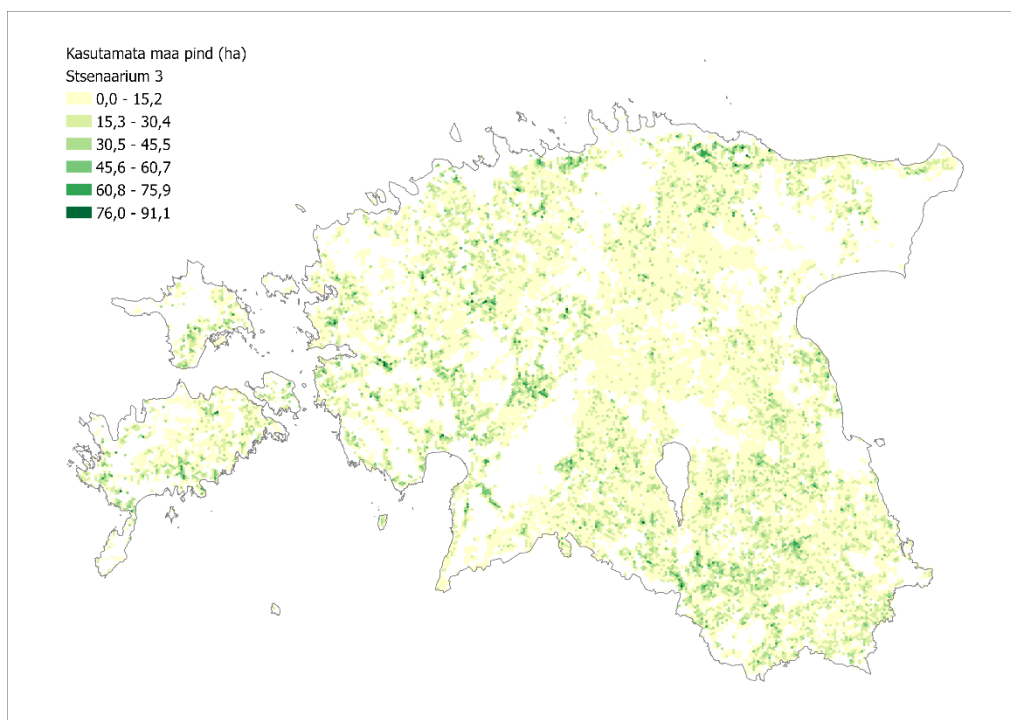 Kasutamata maa pind (ha)
Stsenaarium 3
0,0 - 15,2
15,3 - 30,4
30,5 - 45,5
45,6 - 60,7
60,8 - 75,9
76,0 - 91,1